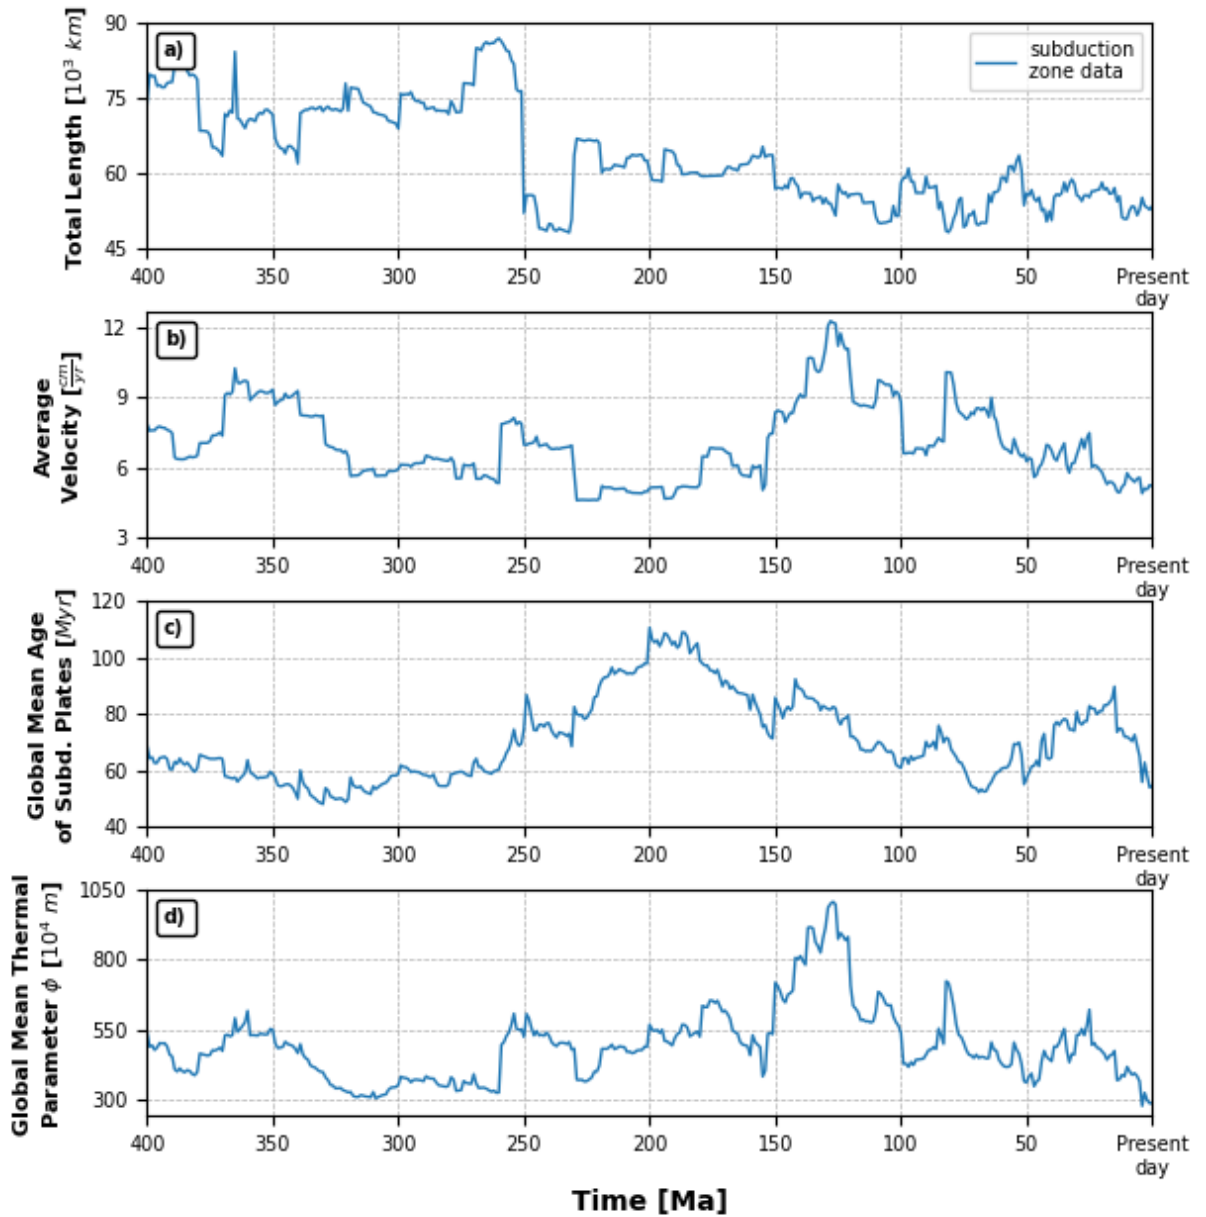 a)
subduction
zone data
Total Length [10³ km]
90
75
60
45
400 350 300 250 200 150 100 50 Present
day
b)
Average
Velocity [cm/yr]
12
9
6
3
400 350 300 250 200 150 100 50 Present
day
c)
Global Mean Age
of Subd. Plates [Myr]
120
100
80
60
40
400 350 300 250 200 150 100 50 Present
day
d)
Global Mean Thermal
Parameter ϕ [10⁴ m]
1050
800
550
300
400 350 300 250 200 150 100 50 Present
day
Time [Ma]